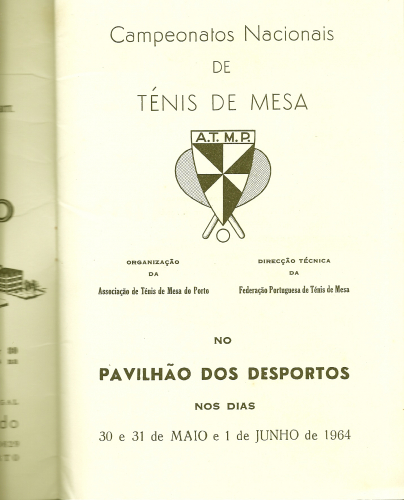 Campeonatos Nacionais
DE
TÉNIS DE MESA
A.T.M.P.
ORGANIZAÇÃO
DA
Associação de Ténis de Mesa do Porto
DIRECÇÃO TÉCNICA
DA
Federação Portuguesa de Ténis de Mesa
NO
PAVILHÃO DOS DESPORTOS
NOS DIAS
30 e 31 de MAIO e 1 de JUNHO de 1964